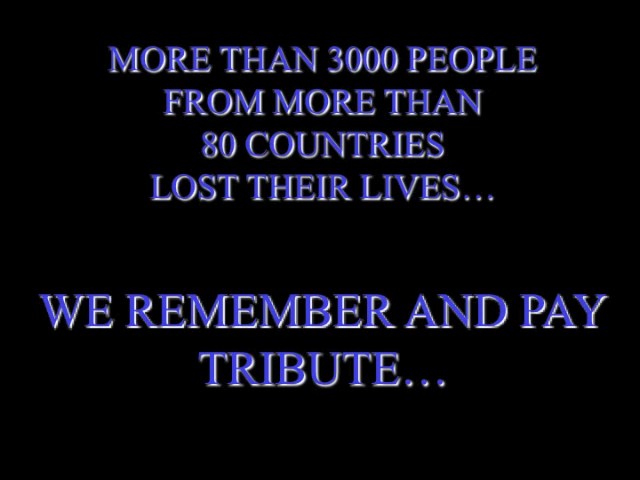 MORE THAN 3000 PEOPLE
FROM MORE THAN
80 COUNTRIES
LOST THEIR LIVES…
WE REMEMBER AND PAY
TRIBUTE…